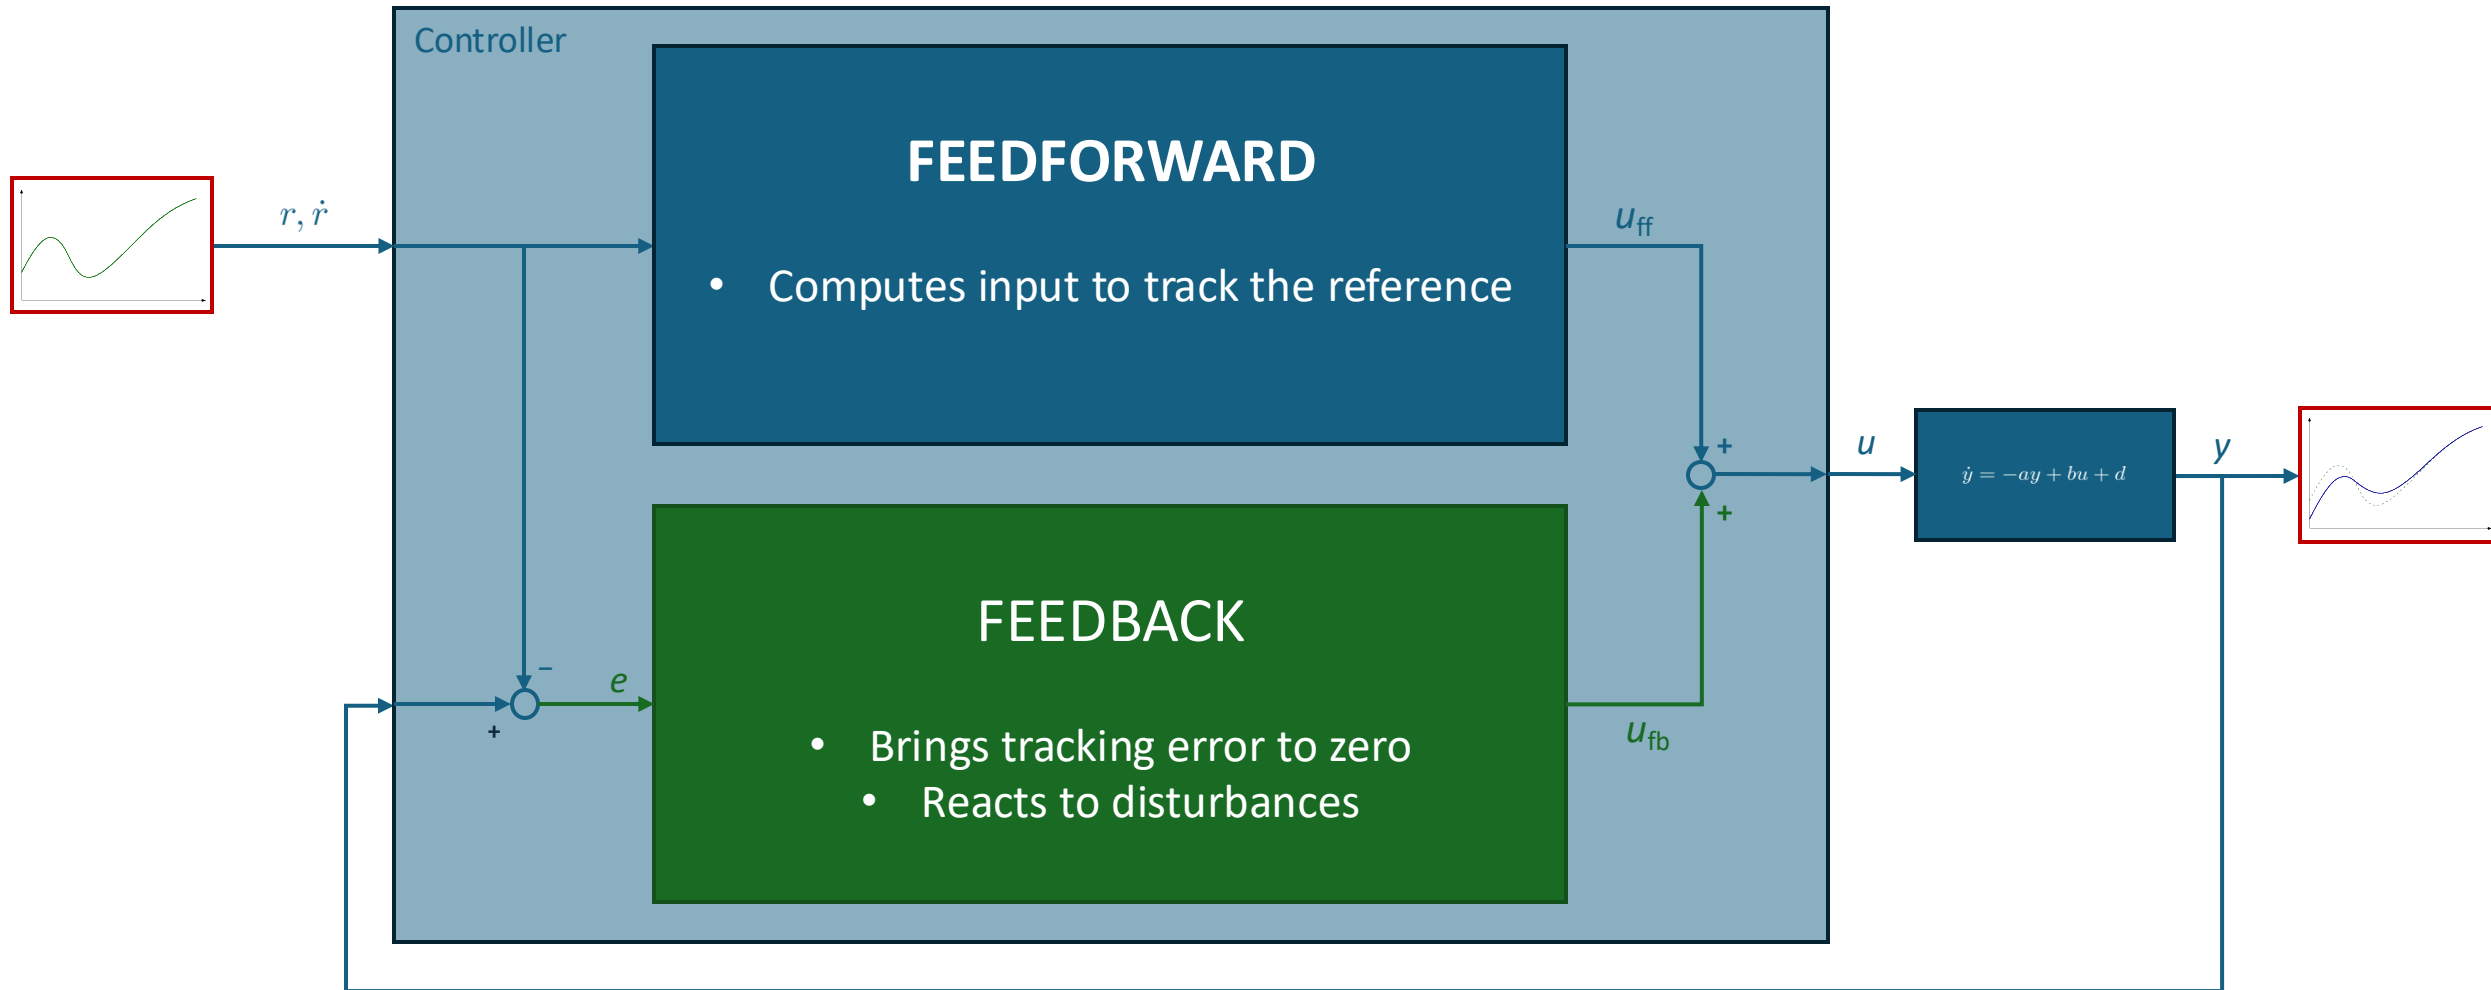 Controller
FEEDFORWARD
• Computes input to track the reference
r, ṙ
u_ff
+
u
ẏ = −ay + bu + d
y
+
FEEDBACK
−
e
+
• Brings tracking error to zero
• Reacts to disturbances
u_fb